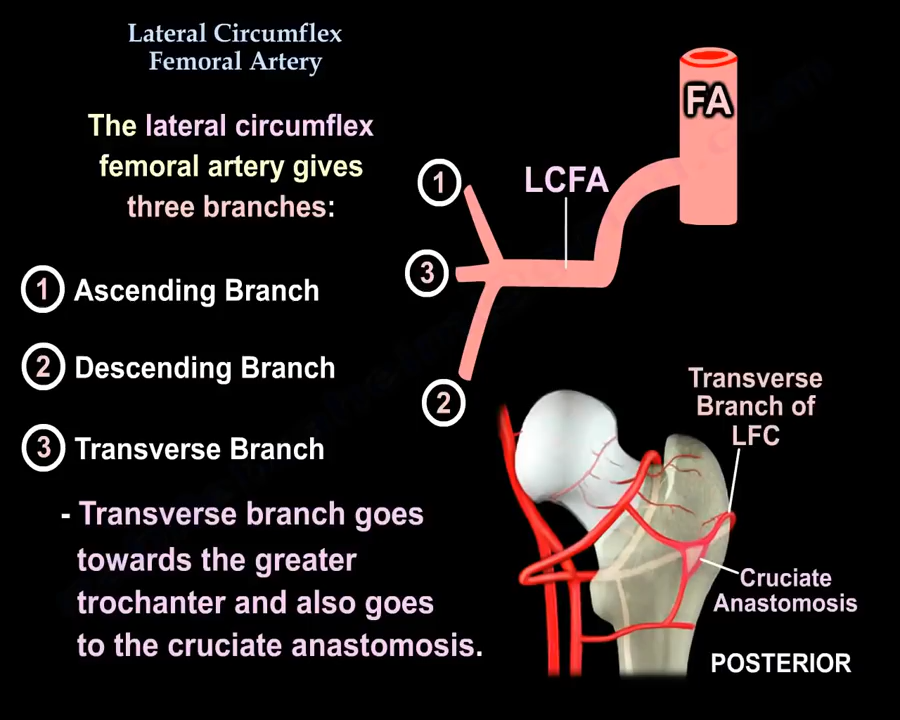 Lateral Circumflex
Femoral Artery
The lateral circumflex
femoral artery gives
three branches:
1 Ascending Branch
2 Descending Branch
3 Transverse Branch
- Transverse branch goes
towards the greater
trochanter and also goes
to the cruciate anastomosis.
FA
LCFA
1
3
2
Transverse
Branch of
LFC
Cruciate
Anastomosis
POSTERIOR